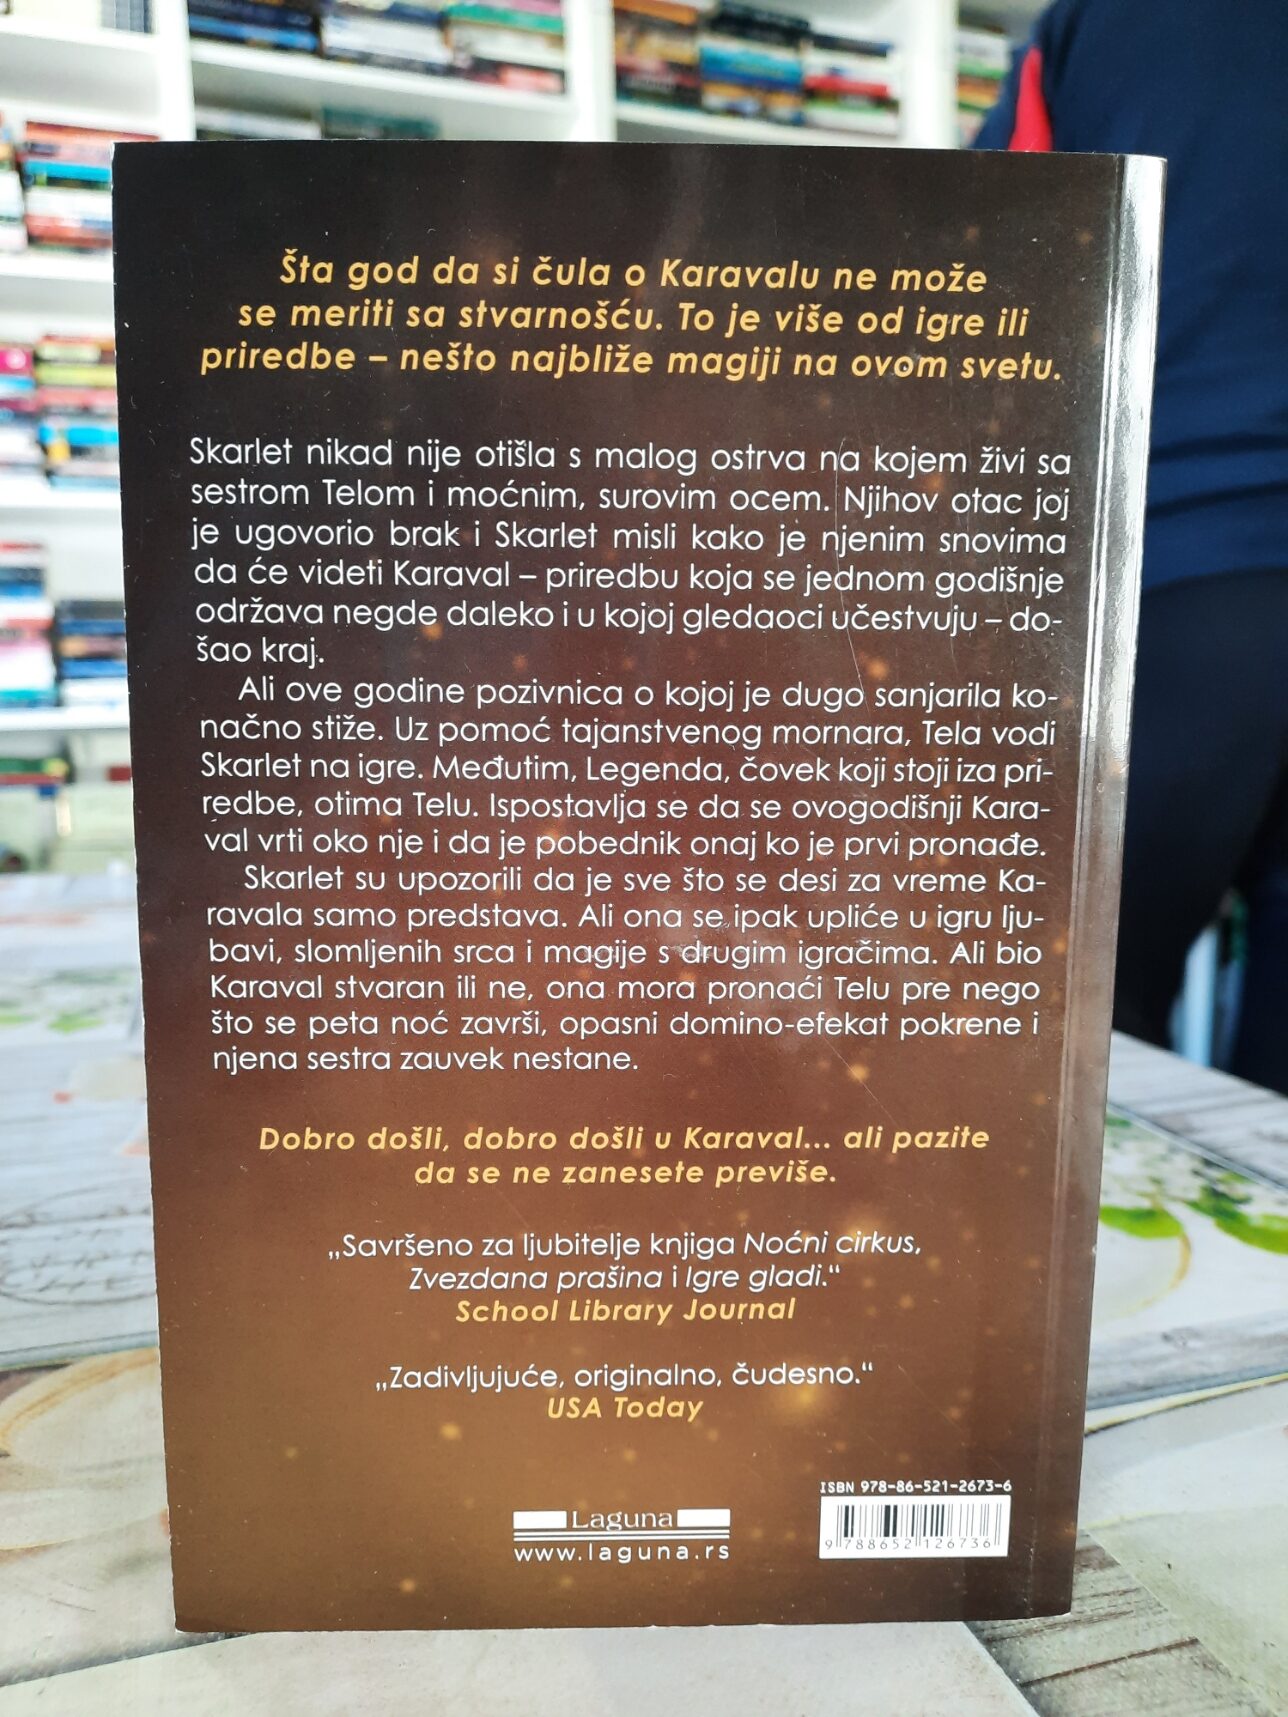 Šta god da si čula o Karavalu ne može
se meriti sa stvarnošću. To je više od igre ili
priredbe – nešto najbliže magiji na ovom svetu.
Skarlet nikad nije otišla s malog ostrva na kojem živi sa
sestrom Telom i moćnim, surovim ocem. Njihov otac joj
je ugovorio brak i Skarlet misli kako je njenim snovima
da će videti Karaval – priredbu koja se jednom godišnje
održava negde daleko i u kojoj gledaoci učestvuju – do-
šao kraj.
Ali ove godine pozivnica o kojoj je dugo sanjarila ko-
načno stiže. Uz pomoć tajanstvenog mornara, Tela vodi
Skarlet na igre. Međutim, Legenda, čovek koji stoji iza pri-
redbe, otima Telu. Ispostavlja se da se ovogodišnji Kara-
val vrti oko nje i da je pobednik onaj ko je prvi pronađe.
Skarlet su upozorili da je sve što se desi za vreme Ka-
ravala samo predstava. Ali ona se ipak upliće u igru lju-
bavi, slomljenih srca i magije s drugim igračima. Ali bio
Karaval stvaran ili ne, ona mora pronaći Telu pre nego
što se peta noć završi, opasni domino-efekat pokrene i
njena sestra zauvek nestane.
Dobro došli, dobro došli u Karaval... ali pazite
da se ne zanesete previše.
„Savršeno za ljubitelje knjiga Noćni cirkus,
Zvezdana prašina i Igre gladi.“
School Library Journal
„Zadivljujuće, originalno, čudesno.“
USA Today
ISBN 978-86-521-2673-6
Laguna
www.laguna.rs
9 788652 126736